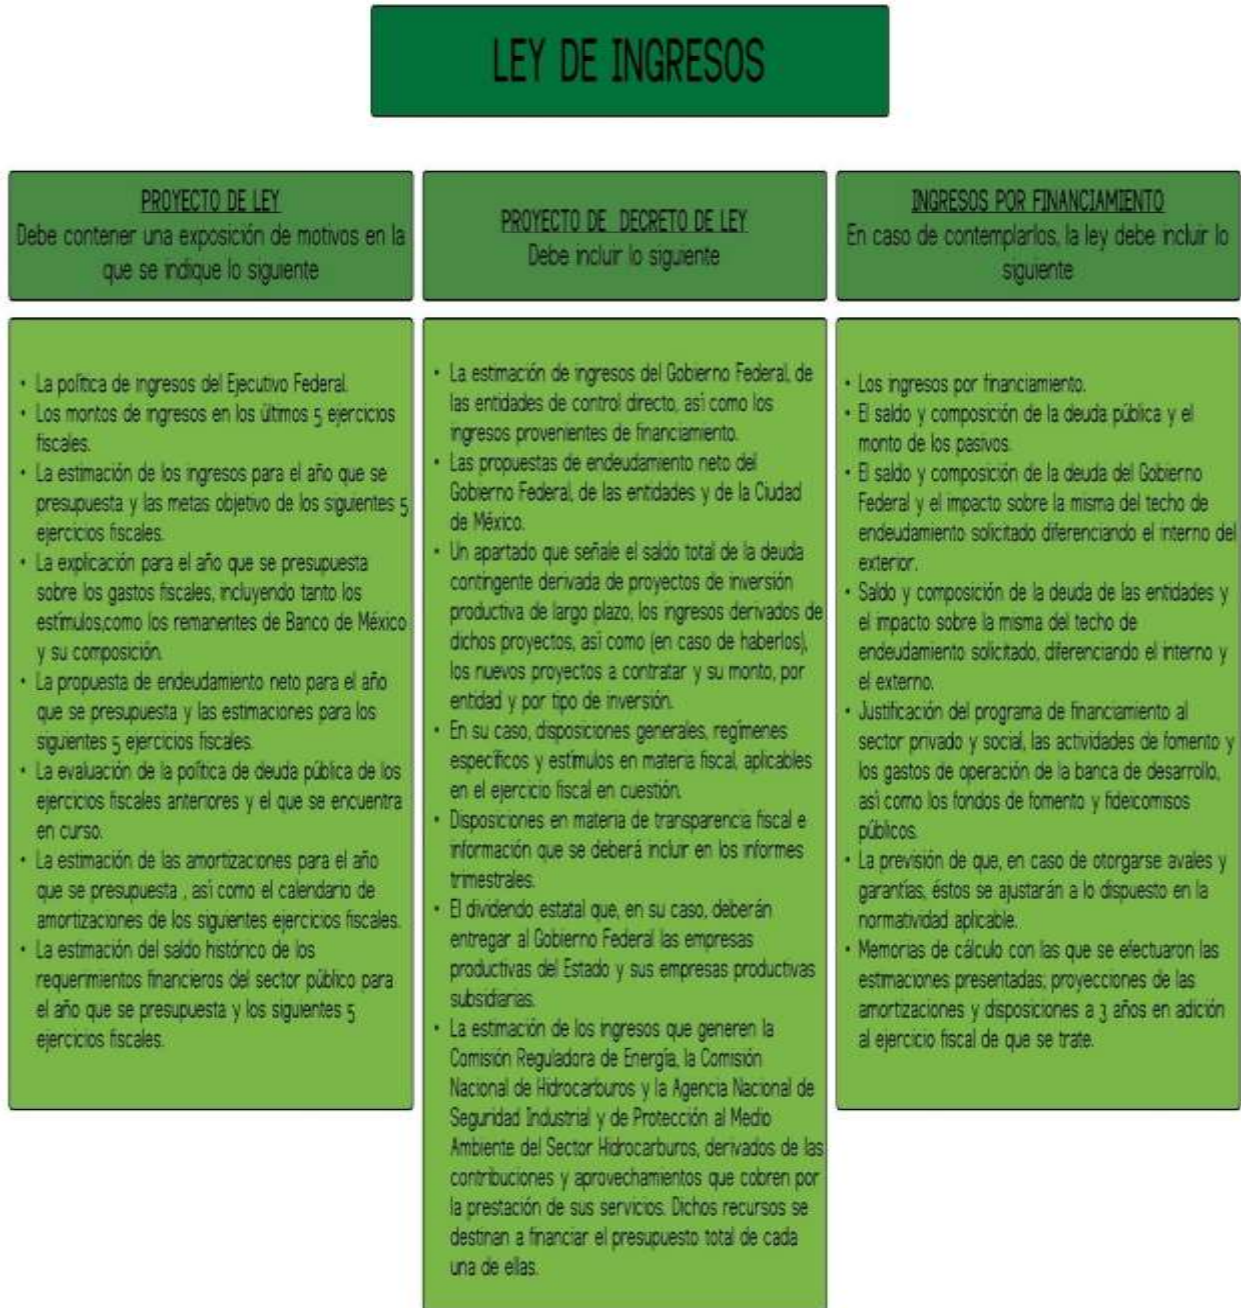 LEY DE INGRESOS
PROYECTO DE LEY
Debe contener una exposición de motivos en la
que se indique lo siguiente
• La política de ingresos del Ejecutivo Federal.
• Los montos de ingresos en los últimos 5 ejercicios
fiscales.
• La estimación de los ingresos para el año que se
presupuesta y las metas objetivo de los siguientes 5
ejercicios fiscales.
• La explicación para el año que se presupuesta
sobre los gastos fiscales, incluyendo tanto los
estímulos,como los remanentes de Banco de México
y su composición.
• La propuesta de endeudamiento neto para el año
que se presupuesta y las estimaciones para los
siguientes 5 ejercicios fiscales.
• La evaluación de la política de deuda pública de los
ejercicios fiscales anteriores y el que se encuentra
en curso.
• La estimación de las amortizaciones para el año
que se presupuesta , así como el calendario de
amortizaciones de los siguientes ejercicios fiscales.
• La estimación del saldo histórico de los
requerimientos financieros del sector público para
el año que se presupuesta y los siguientes 5
ejercicios fiscales.
PROYECTO DE DECRETO DE LEY
Debe incluir lo siguiente
• La estimación de ingresos del Gobierno Federal, de
las entidades de control directo, así como los
ingresos provenientes de financiamiento.
• Las propuestas de endeudamiento neto del
Gobierno Federal, de las entidades y de la Ciudad
de México.
• Un apartado que señale el saldo total de la deuda
contingente derivada de proyectos de inversión
productiva de largo plazo, los ingresos derivados de
dichos proyectos, así como (en caso de haberlos),
los nuevos proyectos a contratar y su monto, por
entidad y por tipo de inversión.
• En su caso, disposiciones generales, regímenes
específicos y estímulos en materia fiscal, aplicables
en el ejercicio fiscal en cuestión.
• Disposiciones en materia de transparencia fiscal e
información que se deberá incluir en los informes
trimestrales.
• El dividendo estatal que, en su caso, deberán
entregar al Gobierno Federal las empresas
productivas del Estado y sus empresas productivas
subsidiarias.
• La estimación de los ingresos que generen la
Comisión Reguladora de Energía, la Comisión
Nacional de Hidrocarburos y la Agencia Nacional de
Seguridad Industrial y de Protección al Medio
Ambiente del Sector Hidrocarburos, derivados de las
contribuciones y aprovechamientos que cobren por
la prestación de sus servicios. Dichos recursos se
destinan a financiar el presupuesto total de cada
una de ellas.
INGRESOS POR FINANCIAMIENTO
En caso de contemplarlos, la ley debe incluir lo
siguiente
• Los ingresos por financiamiento.
• El saldo y composición de la deuda pública y el
monto de los pasivos.
• El saldo y composición de la deuda del Gobierno
Federal y el impacto sobre la misma del techo de
endeudamiento solicitado diferenciando el interno del
exterior.
• Saldo y composición de la deuda de las entidades y
el impacto sobre la misma del techo de
endeudamiento solicitado, diferenciando el interno y
el externo.
• Justificación del programa de financiamiento al
sector privado y social, las actividades de fomento y
los gastos de operación de la banca de desarrollo,
así como los fondos de fomento y fideicomisos
públicos.
• La previsión de que, en caso de otorgarse avales y
garantías, éstos se ajustarán a lo dispuesto en la
normatividad aplicable.
• Memorias de cálculo con las que se efectuaron las
estimaciones presentadas; proyecciones de las
amortizaciones y disposiciones a 3 años en adición
al ejercicio fiscal de que se trate.